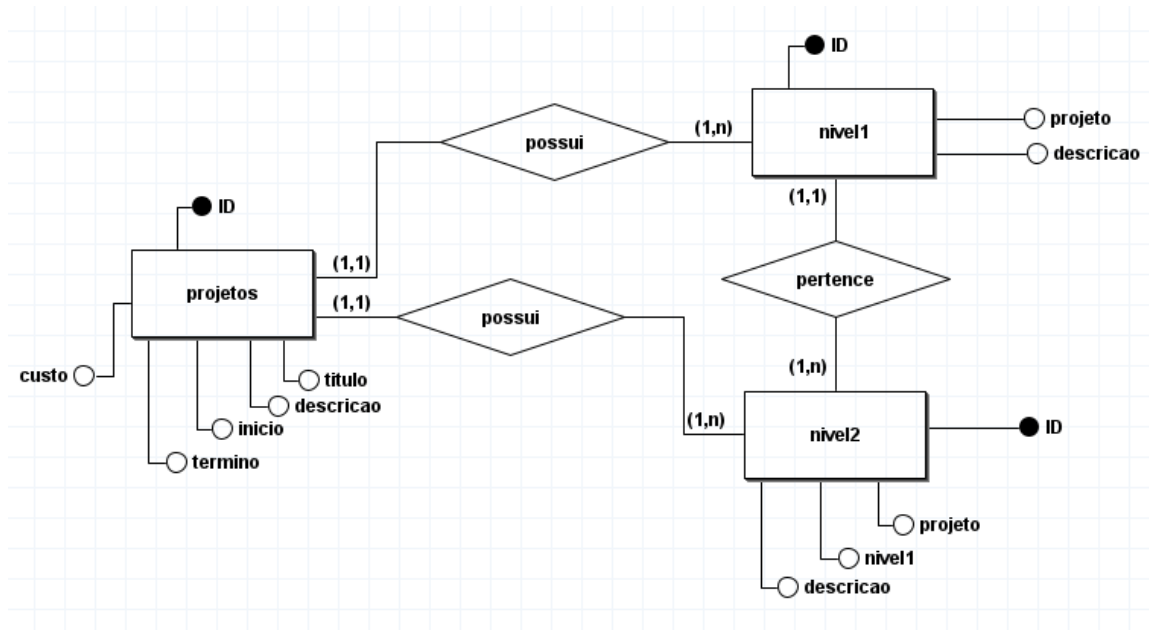 ID
projeto
descricao
nivel1
(1,n)
possui
(1,1)
ID
projetos
(1,1)
(1,1)
possui
pertence
custo
titulo
descricao
inicio
termino
(1,n)
(1,n)
nivel2
ID
projeto
nivel1
descricao